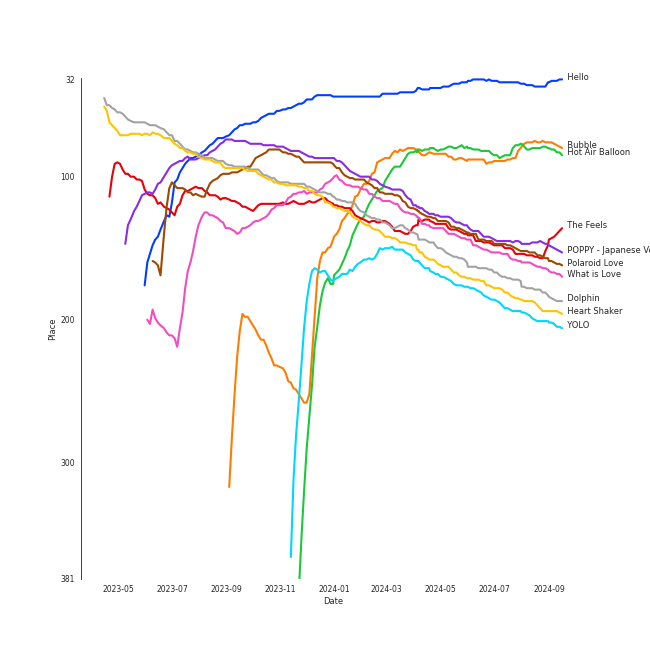 32
Hello
Bubble
Hot Air Balloon
100
The Feels
POPPY - Japanese Ve
Polaroid Love
What is Love
Dolphin
Heart Shaker
200
YOLO
Place
300
381
2023-05 2023-07 2023-09 2023-11 2024-01 2024-03 2024-05 2024-07 2024-09
Date